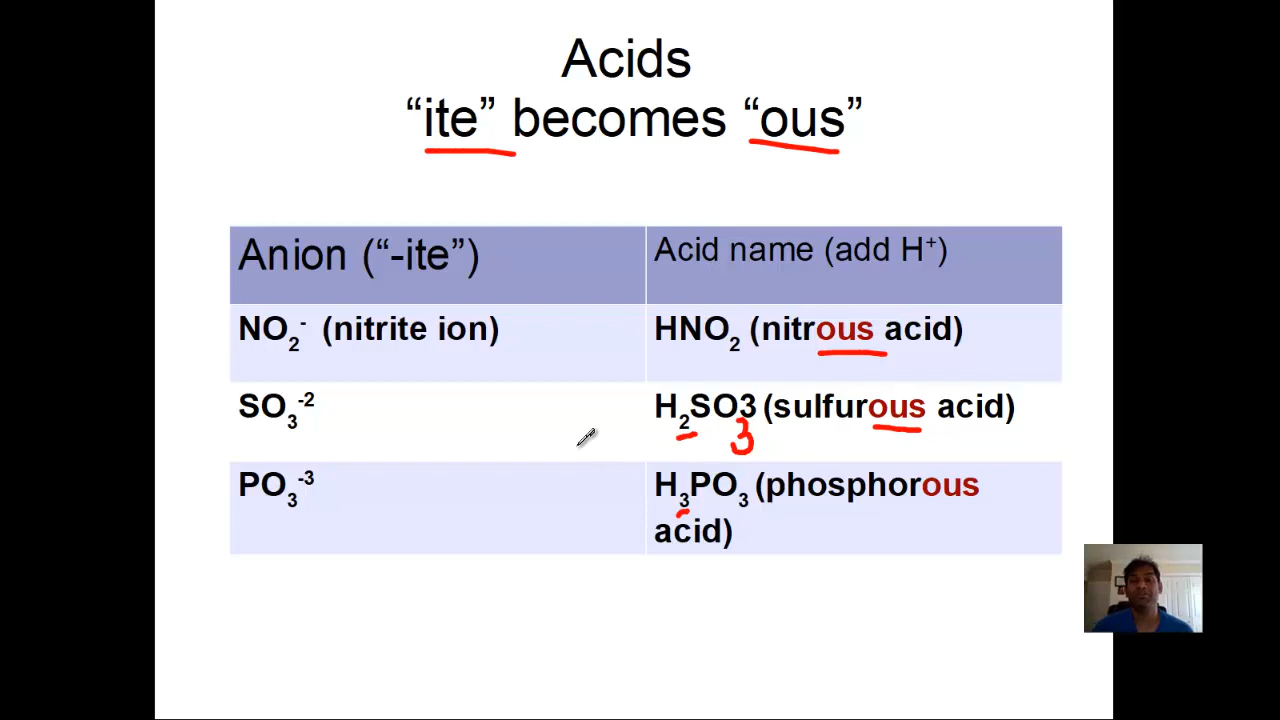 Acids
“ite” becomes “ous”
Anion (“-ite”)
Acid name (add H⁺)
NO₂⁻ (nitrite ion)
HNO₂ (nitrous acid)
SO₃⁻²
H₂SO3 (sulfurous acid)
3
PO₃⁻³
H₃PO₃ (phosphorous
acid)